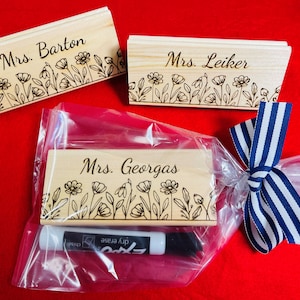 Mrs. Barton
Mrs. Leiker
Mrs. Georgas
EXPO
dry erase